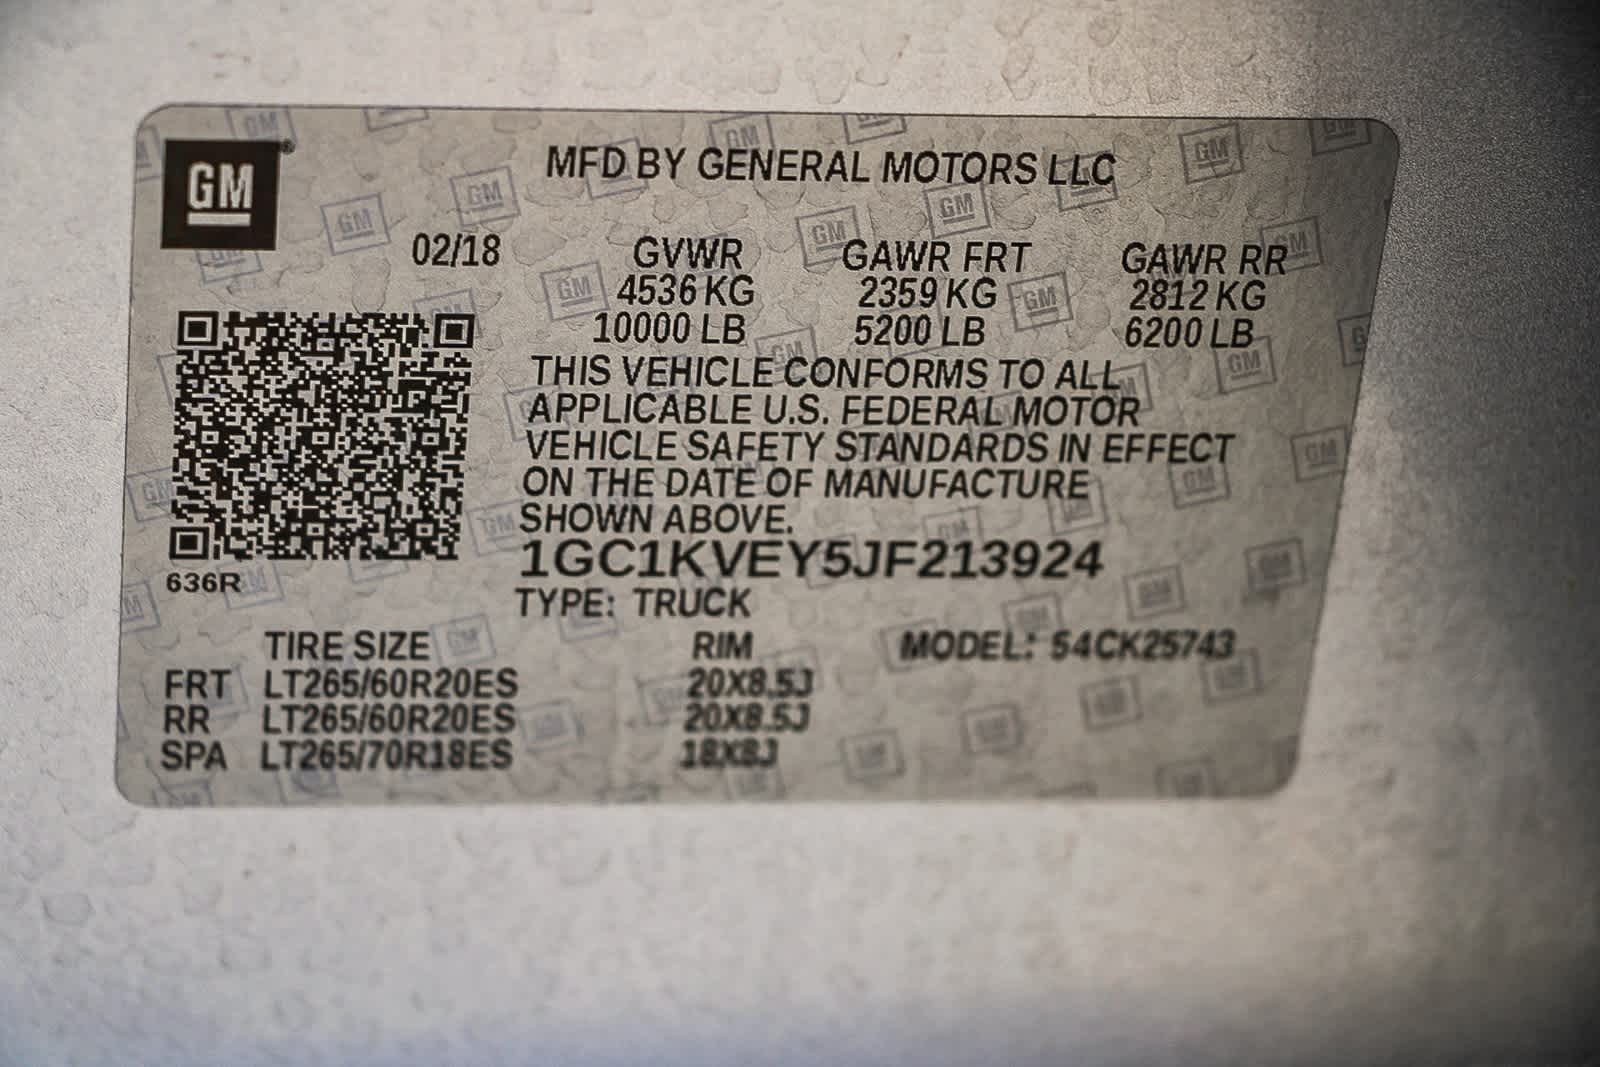 GM
MFD BY GENERAL MOTORS LLC
02/18 GVWR GAWR FRT GAWR RR
4536 KG 2359 KG 2812 KG
10000 LB 5200 LB 6200 LB
THIS VEHICLE CONFORMS TO ALL
APPLICABLE U.S. FEDERAL MOTOR
VEHICLE SAFETY STANDARDS IN EFFECT
ON THE DATE OF MANUFACTURE
SHOWN ABOVE.
1GC1KVEY5JF213924
636R
TYPE: TRUCK
TIRE SIZE RIM MODEL: 54CK25743
FRT LT265/60R20ES 20X8.5J
RR LT265/60R20ES 20X8.5J
SPA LT265/70R18ES 18X8J